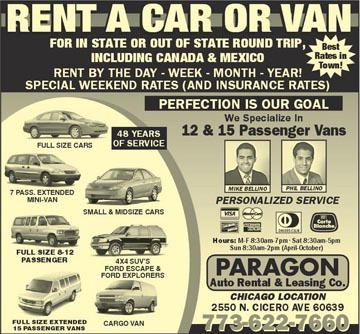 RENT A CAR OR VAN
FOR IN STATE OR OUT OF STATE ROUND TRIP,
INCLUDING CANADA & MEXICO
Best
Rates in
Town!
RENT BY THE DAY - WEEK - MONTH - YEAR!
SPECIAL WEEKEND RATES (AND INSURANCE RATES)
PERFECTION IS OUR GOAL
We Specialize In
12 & 15 Passenger Vans
48 YEARS
OF SERVICE
FULL SIZE CARS
7 PASS. EXTENDED
MINI-VAN
SMALL & MIDSIZE CARS
FULL SIZE 8-12
PASSENGER
4X4 SUV'S
FORD ESCAPE &
FORD EXPLORERS
FULL SIZE EXTENDED
15 PASSENGER VANS
CARGO VAN
MIKE BELLINO
PHIL BELLINO
PERSONALIZED SERVICE
VISA
Carte
Blanche
Hours: M-F 8:30am-7pm · Sat 8:30am-5pm
Sun 8:30am-2pm (April-October)
PARAGON
Auto Rental & Leasing Co.
CHICAGO LOCATION
2550 N. CICERO AVE 60639
773-622-7660